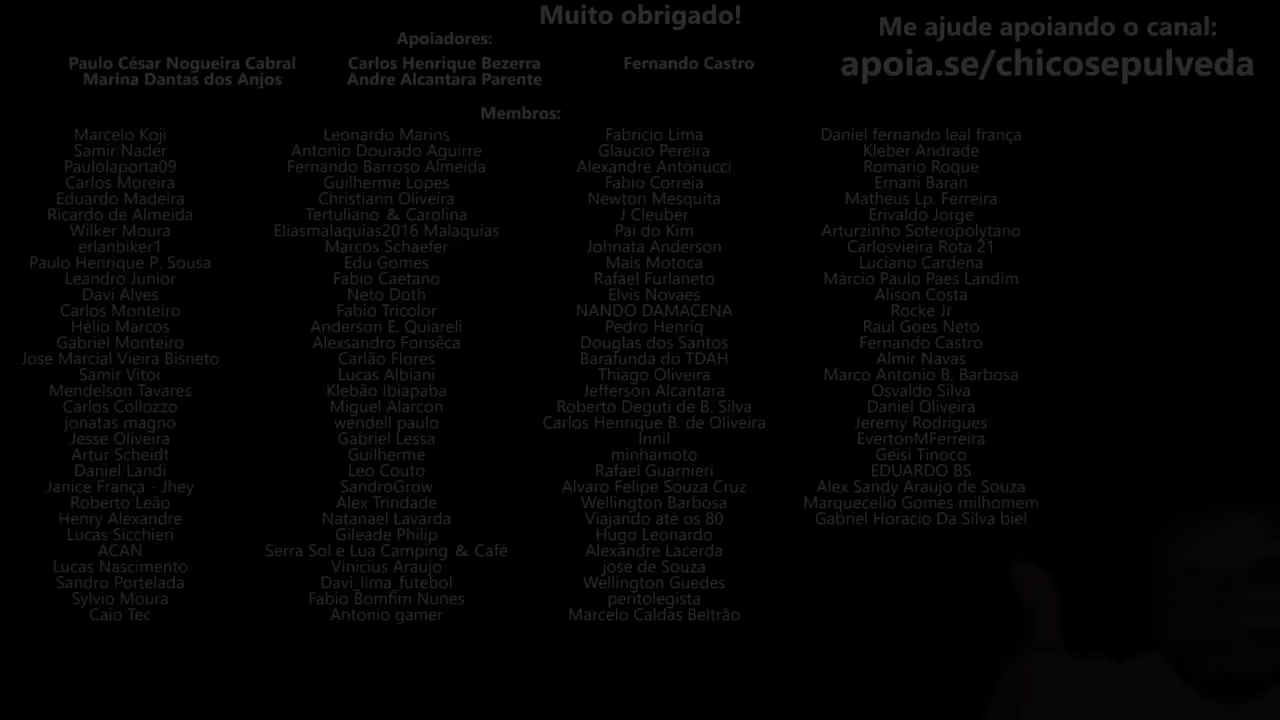 Muito obrigado!
Me ajude apoiando o canal:
apoia.se/chicosepulveda
Apoiadores:
Paulo César Nogueira Cabral
Marina Dantas dos Anjos
Carlos Henrique Bezerra
Andre Alcantara Parente
Fernando Castro
Membros:
Marcelo Koji
Samir Nader
Paulolaporta09
Carlos Moreira
Eduardo Madeira
Ricardo de Almeida
Wilker Moura
erlanbiker1
Paulo Henrique P. Sousa
Leandro Junior
Davi Alves
Carlos Monteiro
Hélio Marcos
Gabriel Monteiro
Jose Marcial Vieira Bisneto
Samir Vitor
Mendelson Tavares
Carlos Collozzo
jonatas magno
Jesse Oliveira
Artur Scheidt
Daniel Landi
Janice França - Jhey
Roberto Leão
Henry Alexandre
Lucas Sicchieri
ACAN
Lucas Nascimento
Sandro Portelada
Sylvio Moura
Caio Tec
Leonardo Marins
Antonio Dourado Aguirre
Fernando Barroso Almeida
Guilherme Lopes
Christiann Oliveira
Tertuliano & Carolina
Eliasmalaquias2016 Malaquias
Marcos Schaefer
Edu Gomes
Fabio Caetano
Neto Doth
Fabio Tricolor
Anderson E. Quiareli
Alexsandro Fonsêca
Carlão Flores
Lucas Albiani
Klebão Ibiapaba
Miguel Alarcon
wendell paulo
Gabriel Lessa
Guilherme
Leo Couto
SandroGrow
Alex Trindade
Natanael Lavarda
Gileade Philip
Serra Sol e Lua Camping & Café
Vinicius Araujo
Davi_lima_futebol
Fabio Bomfim Nunes
Antonio gamer
Fabricio Lima
Glaucio Pereira
Alexandre Antonucci
Fabio Correia
Newton Mesquita
J Cleuber
Pai do Kim
Johnata Anderson
Mais Motoca
Rafael Furlaneto
Elvis Novaes
NANDO DAMACENA
Pedro Henriq
Douglas dos Santos
Barafunda do TDAH
Thiago Oliveira
Jefferson Alcantara
Roberto Deguti de B. Silva
Carlos Henrique B. de Oliveira
Innil
minhamoto
Rafael Guarnieri
Alvaro Felipe Souza Cruz
Wellington Barbosa
Viajando até os 80
Hugo Leonardo
Alexandre Lacerda
jose de Souza
Wellington Guedes
peritolegista
Marcelo Caldas Beltrão
Daniel fernando leal frança
Kleber Andrade
Romário Roque
Ernani Baran
Matheus Lp. Ferreira
Erivaldo Jorge
Arturzinho Soteropolytano
Carlosvieira Rota 21
Luciano Cardena
Márcio Paulo Paes Landim
Alison Costa
Rocke Jr
Raul Goes Neto
Fernando Castro
Almir Navas
Marco Antonio B. Barbosa
Osvaldo Silva
Daniel Oliveira
Jeremy Rodrigues
EvertonMFerreira
Geisi Tinoco
EDUARDO BS
Alex Sandy Araujo de Souza
Marquecelio Gomes milhomem
Gabriel Horacio Da Silva biel